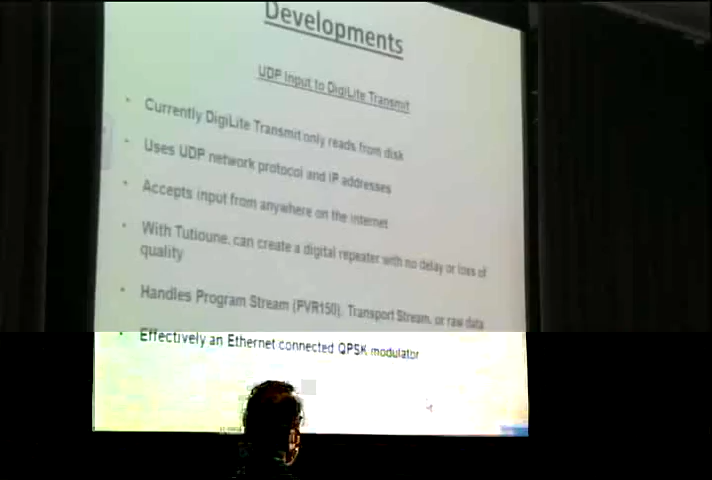 Developments
UDP Input to DigiLite Transmit
• Currently DigiLite Transmit only reads from disk
• Uses UDP network protocol and IP addresses
• Accepts input from anywhere on the internet
• With Tutioune, can create a digital repeater with no delay or loss of
quality
• Handles Program Stream (PVR150), Transport Stream, or raw data
• Effectively an Ethernet connected QPSK modulator